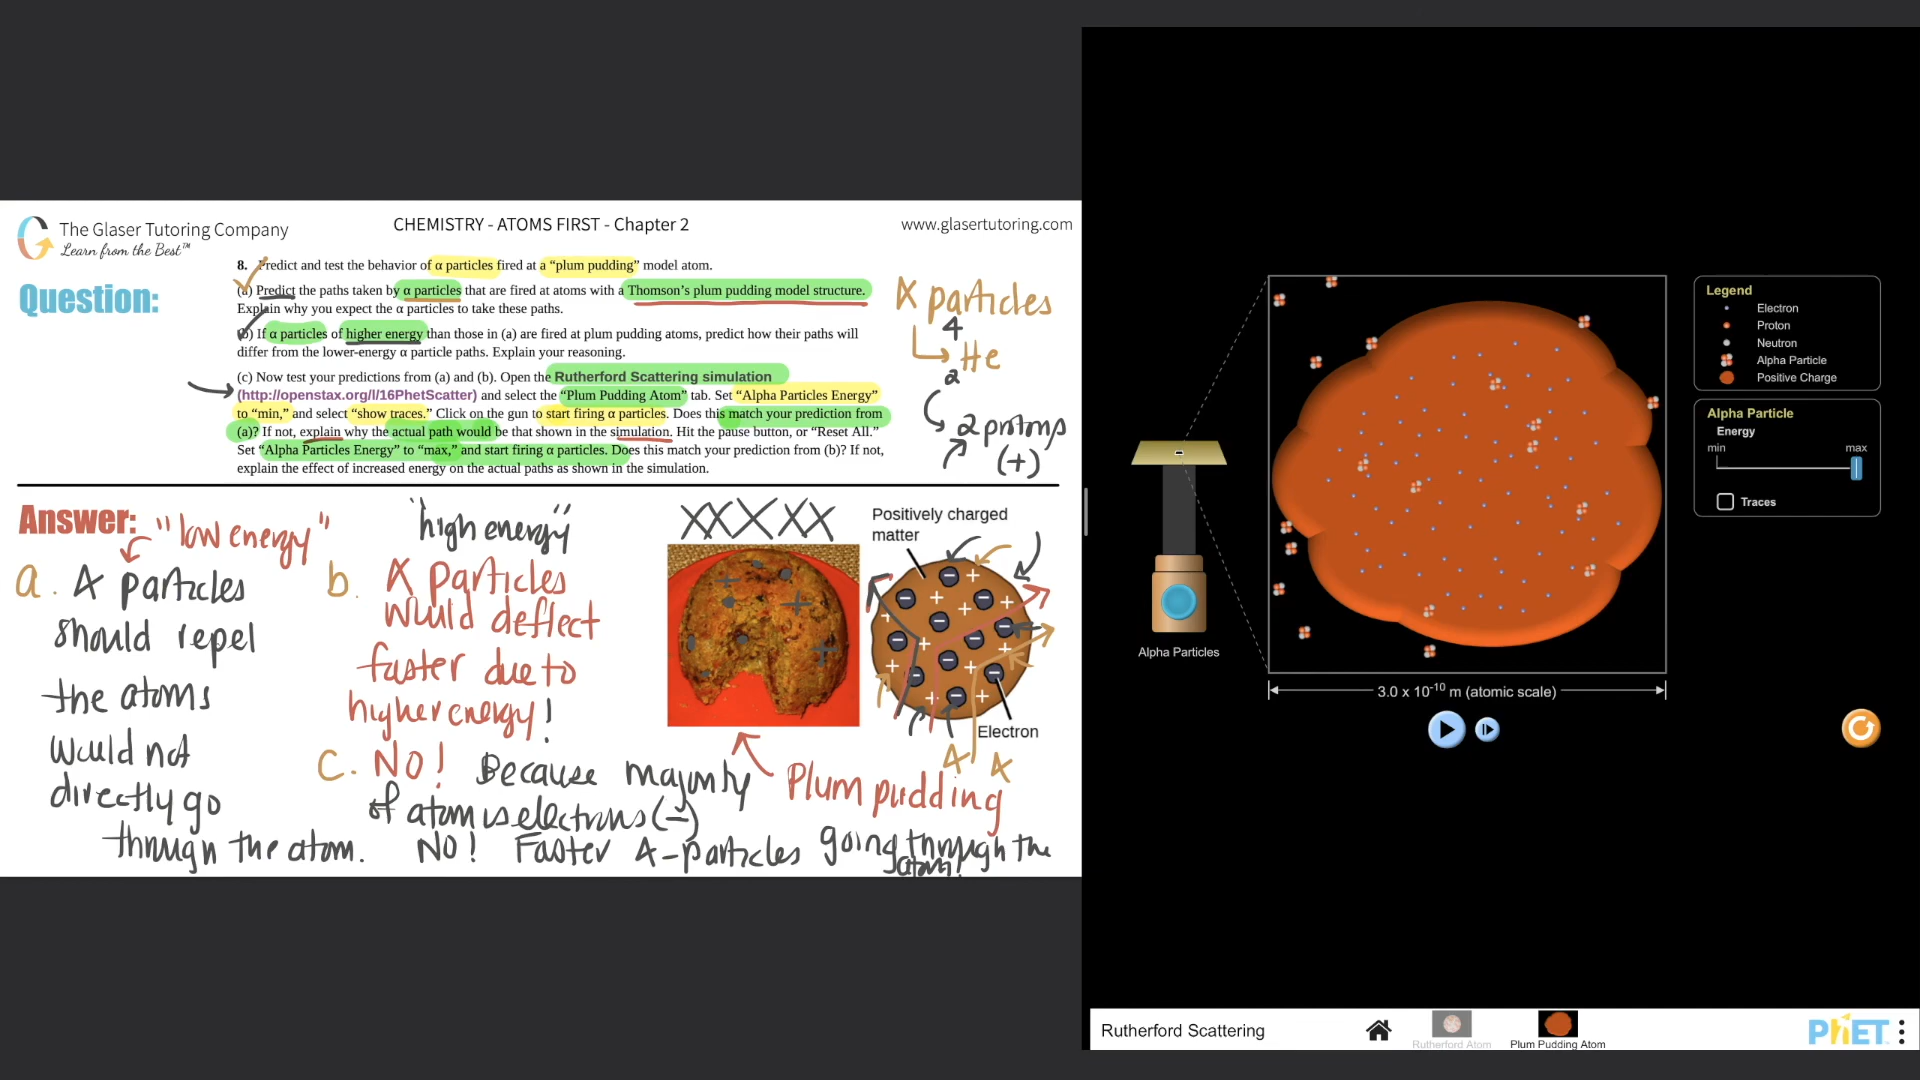 The Glaser Tutoring Company
Learn from the Best™
CHEMISTRY - ATOMS FIRST - Chapter 2
www.glasertutoring.com
Question:
8. Predict and test the behavior of α particles fired at a “plum pudding” model atom.
(a) Predict the paths taken by α particles that are fired at atoms with a Thomson’s plum pudding model structure.
Explain why you expect the α particles to take these paths.
(b) If α particles of higher energy than those in (a) are fired at plum pudding atoms, predict how their paths will
differ from the lower-energy α particle paths. Explain your reasoning.
(c) Now test your predictions from (a) and (b). Open the Rutherford Scattering simulation
(http://openstax.org/l/16PhetScatter) and select the “Plum Pudding Atom” tab. Set “Alpha Particles Energy”
to “min,” and select “show traces.” Click on the gun to start firing α particles. Does this match your prediction from
(a)? If not, explain why the actual path would be that shown in the simulation. Hit the pause button, or “Reset All.”
Set “Alpha Particles Energy” to “max,” and start firing α particles. Does this match your prediction from (b)? If not,
explain the effect of increased energy on the actual paths as shown in the simulation.
α particles
4
He
2
2 protons
(+)
Answer:
"low energy"
a. α particles
should repel
the atoms
would not
directly go
through the atom.
"high energy"
b. α particles
would deflect
faster due to
higher energy!
c. NO! Because majority
of atom is electrons (-)
NO! Faster α-particles going through the
atom!
Positively charged
matter
Electron
α α
Plum pudding
Alpha Particles
3.0 x 10⁻¹⁰ m (atomic scale)
Legend
Electron
Proton
Neutron
Alpha Particle
Positive Charge
Alpha Particle
Energy
min max
Traces
Rutherford Scattering
Rutherford Atom
Plum Pudding Atom
PhET